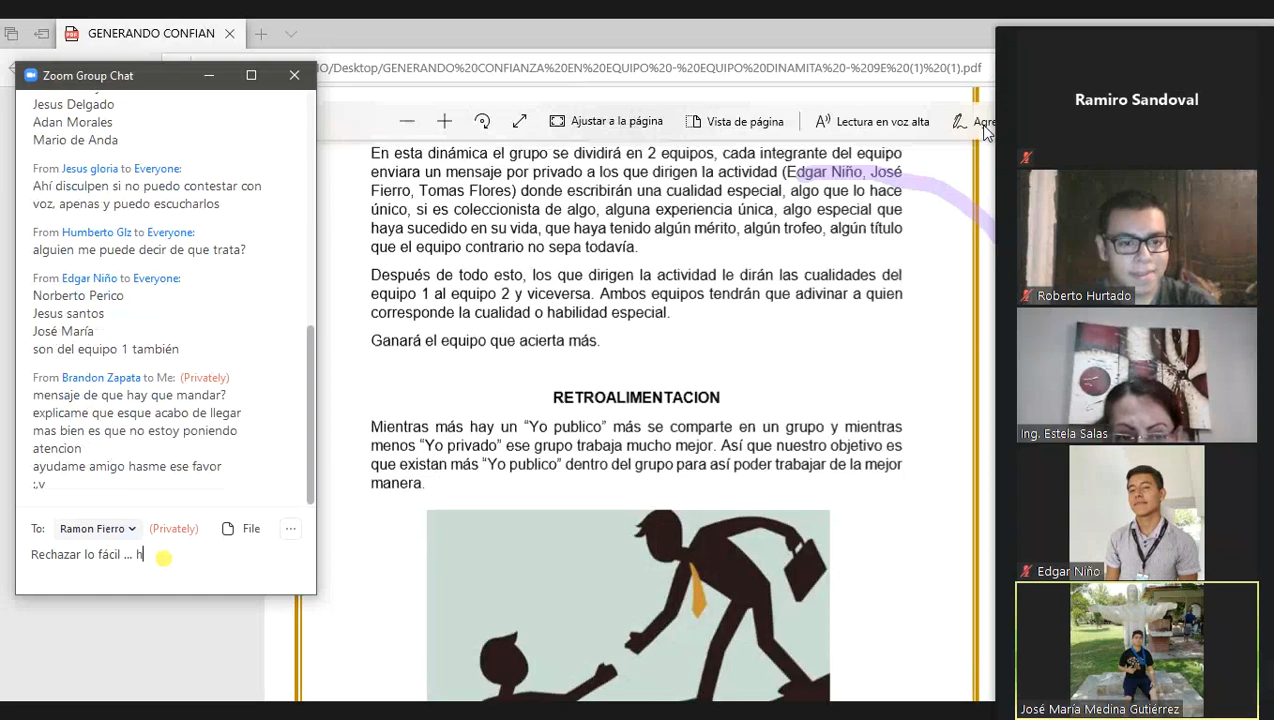 GENERANDO CONFIAN
IO/Desktop/GENERANDO%20CONFIANZA%20EN%20EQUIPO%20-%20EQUIPO%20DINAMITA%20-%209E%20(1)%20(1).pdf
Ajustar a la página
Vista de página
Lectura en voz alta
Agre
Zoom Group Chat
Jesus Delgado
Adan Morales
Mario de Anda
From Jesus gloria to Everyone:
Ahí disculpen si no puedo contestar con
voz, apenas y puedo escucharlos
From Humberto Glz to Everyone:
alguien me puede decir de que trata?
From Edgar Niño to Everyone:
Norberto Perico
Jesus santos
José María
son del equipo 1 también
From Brandon Zapata to Me: (Privately)
mensaje de que hay que mandar?
explicame que esque acabo de llegar
mas bien es que no estoy poniendo
atencion
ayudame amigo hasme ese favor
:,v
To: Ramon Fierro (Privately) File
Rechazar lo fácil ... h
En esta dinámica el grupo se dividirá en 2 equipos, cada integrante del equipo
enviara un mensaje por privado a los que dirigen la actividad (Edgar Niño, José
Fierro, Tomas Flores) donde escribirán una cualidad especial, algo que lo hace
único, si es coleccionista de algo, alguna experiencia única, algo especial que
haya sucedido en su vida, que haya tenido algún mérito, algún trofeo, algún título
que el equipo contrario no sepa todavía.
Después de todo esto, los que dirigen la actividad le dirán las cualidades del
equipo 1 al equipo 2 y viceversa. Ambos equipos tendrán que adivinar a quien
corresponde la cualidad o habilidad especial.
Ganará el equipo que acierta más.
RETROALIMENTACION
Mientras más hay un “Yo publico” más se comparte en un grupo y mientras
menos “Yo privado” ese grupo trabaja mucho mejor. Así que nuestro objetivo es
que existan más “Yo publico” dentro del grupo para así poder trabajar de la mejor
manera.
Ramiro Sandoval
Roberto Hurtado
Ing. Estela Salas
Edgar Niño
José María Medina Gutiérrez